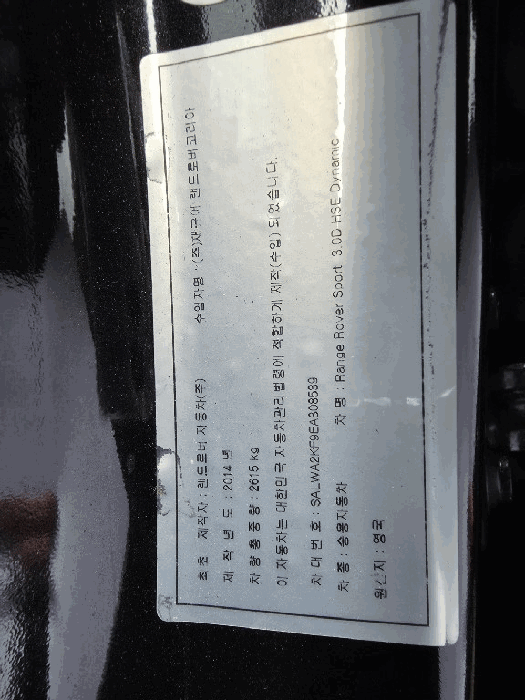 최초 제작자 : 랜드로버 자동차(주) 수입자명 : (주)재규어 랜드로버 코리아
제 작 년 도 : 2014 년
차 량 총 중 량 : 2615 kg
이 자동차는 대한민국 자동차관리 법령에 적합하게 제작(수입) 되었습니다.
차 대 번 호 : SALWA2KF9EA308539
차 종 : 승용자동차 차 명 : Range Rover Sport 3.0D HSE Dynamic
원산지 : 영국